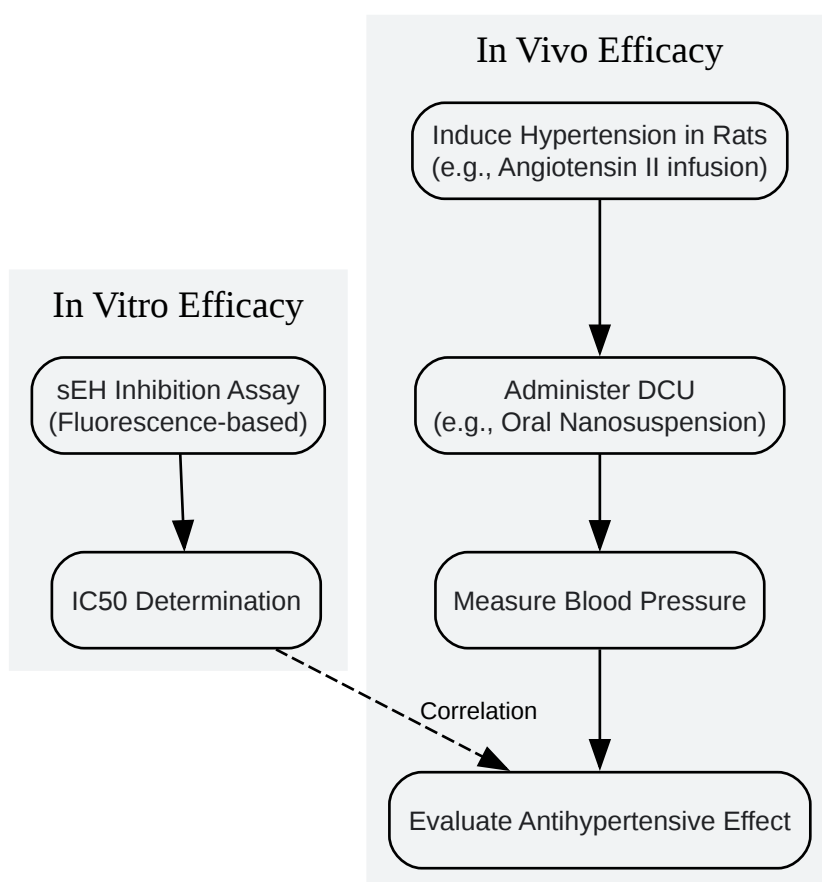 In Vivo Efficacy
Induce Hypertension in Rats
(e.g., Angiotensin II infusion)
In Vitro Efficacy
sEH Inhibition Assay
(Fluorescence-based)
Administer DCU
(e.g., Oral Nanosuspension)
IC50 Determination
Measure Blood Pressure
Correlation
Evaluate Antihypertensive Effect